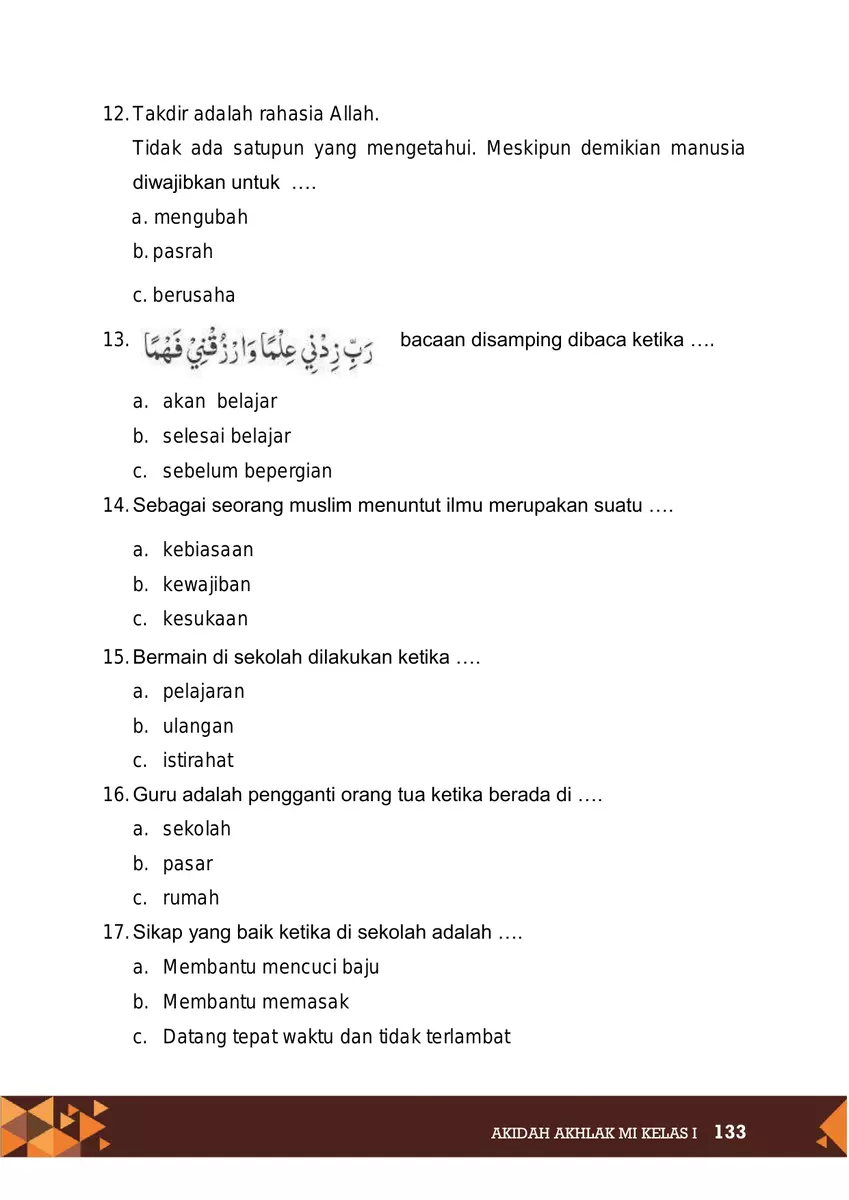 12. Takdir adalah rahasia Allah.
Tidak ada satupun yang mengetahui. Meskipun demikian manusia
diwajibkan untuk ….
a. mengubah
b. pasrah
c. berusaha
13. رَبِّ زِدْنِي عِلْمًا وَارْزُقْنِيْ فَهْمًا bacaan disamping dibaca ketika ….
a. akan belajar
b. selesai belajar
c. sebelum bepergian
14. Sebagai seorang muslim menuntut ilmu merupakan suatu ….
a. kebiasaan
b. kewajiban
c. kesukaan
15. Bermain di sekolah dilakukan ketika ….
a. pelajaran
b. ulangan
c. istirahat
16. Guru adalah pengganti orang tua ketika berada di ….
a. sekolah
b. pasar
c. rumah
17. Sikap yang baik ketika di sekolah adalah ….
a. Membantu mencuci baju
b. Membantu memasak
c. Datang tepat waktu dan tidak terlambat
AKIDAH AKHLAK MI KELAS I 133